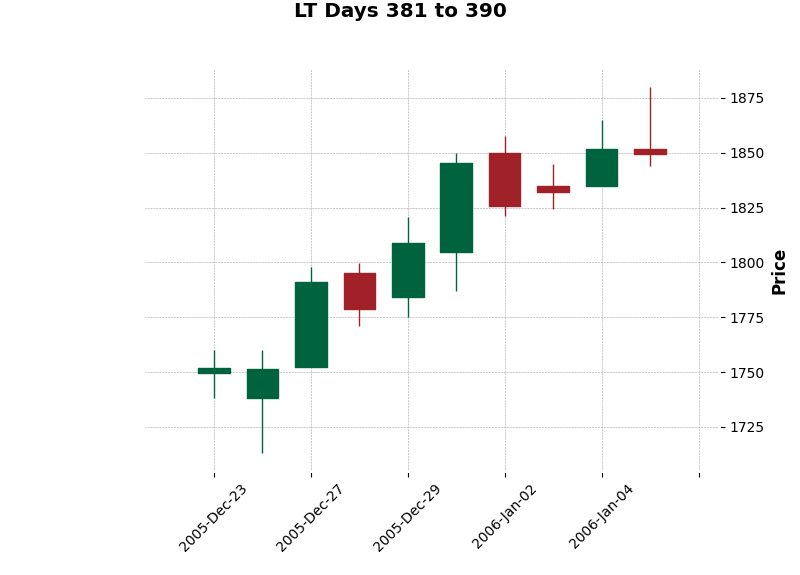 LT Days 381 to 390
1875
1850
1825
1800
1775
1750
1725
Price
2005-Dec-23
2005-Dec-27
2005-Dec-29
2006-Jan-02
2006-Jan-04